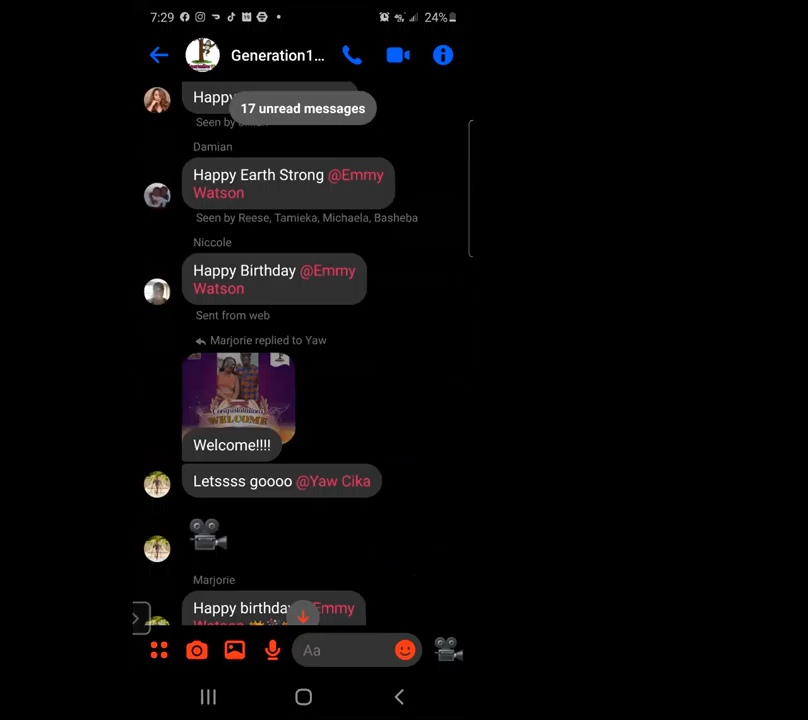 7:29
24%
Generation1...
Happy
17 unread messages
Seen by
Damian
Happy Earth Strong @Emmy
Watson
Seen by Reese, Tamieka, Michaela, Basheba
Niccole
Happy Birthday @Emmy
Watson
Sent from web
Marjorie replied to Yaw
Congratulations
WELCOME
Welcome!!!!
Letssss goooo @Yaw Cika
Marjorie
Happy birthday Emmy
Watson
Aa